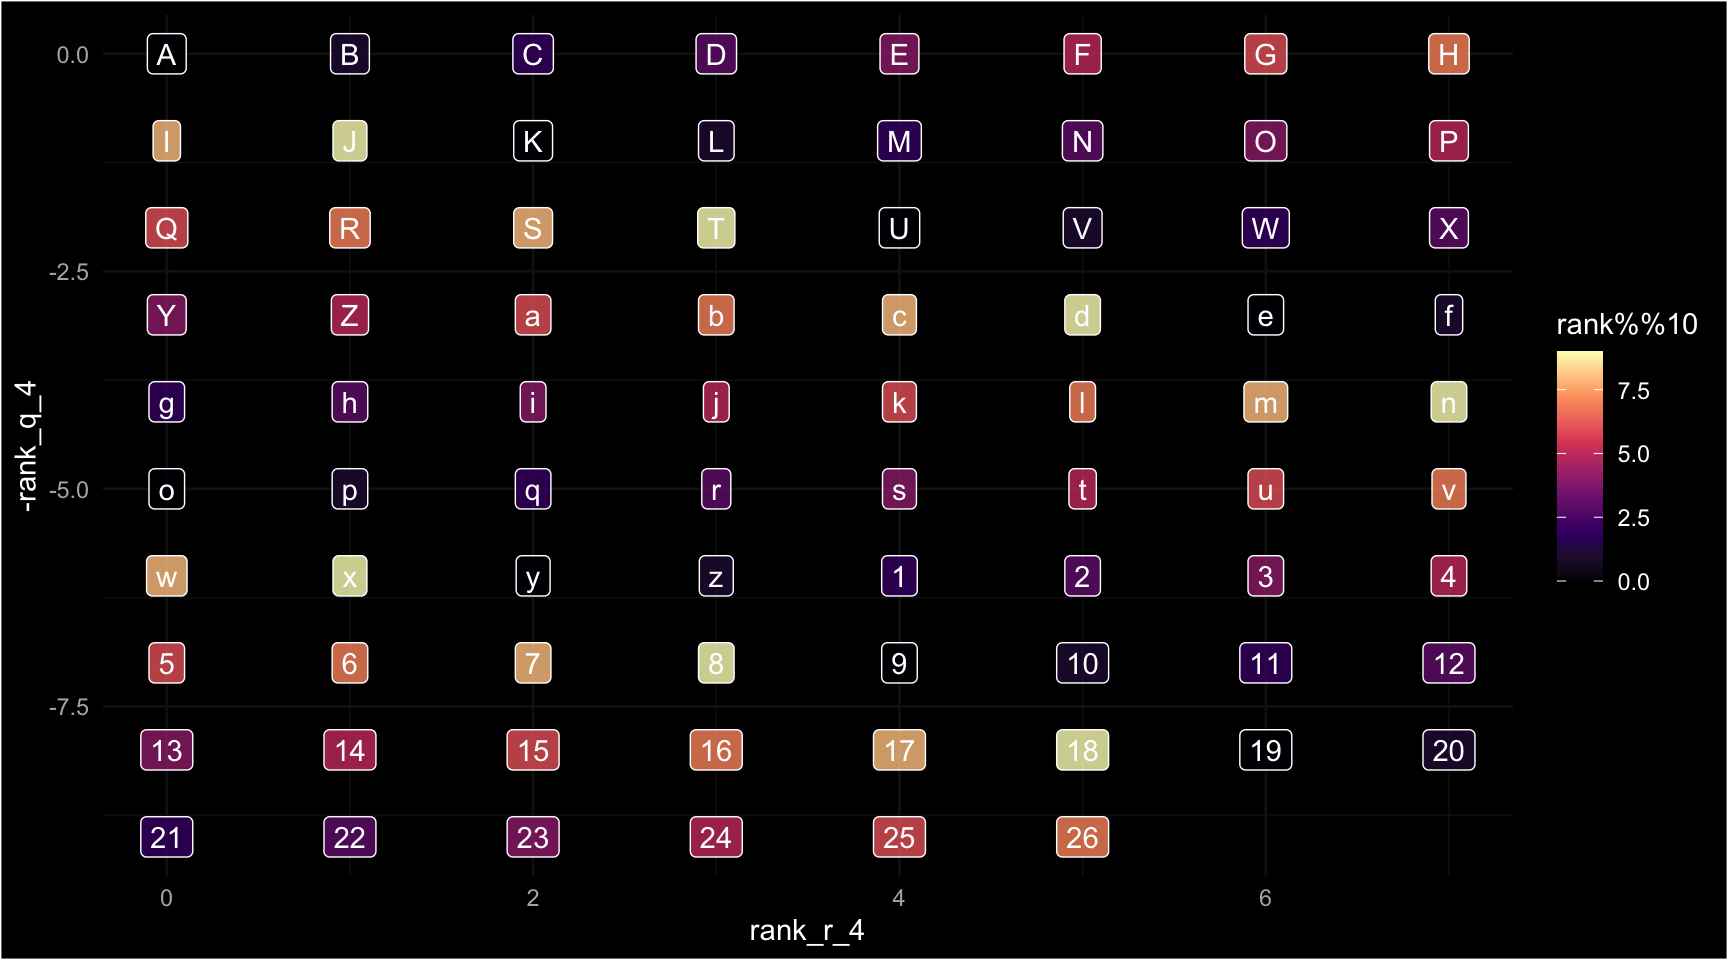 0.0 A B C D E F G H
I J K L M N O P
Q R S T U V W X
-2.5
Y Z a b c d e f
rank%%10
g h i j k l m n
7.5
5.0
2.5
0.0
-rank_q_4
-5.0 o p q r s t u v
w x y z 1 2 3 4
5 6 7 8 9 10 11 12
-7.5
13 14 15 16 17 18 19 20
21 22 23 24 25 26
0 2 4 6
rank_r_4